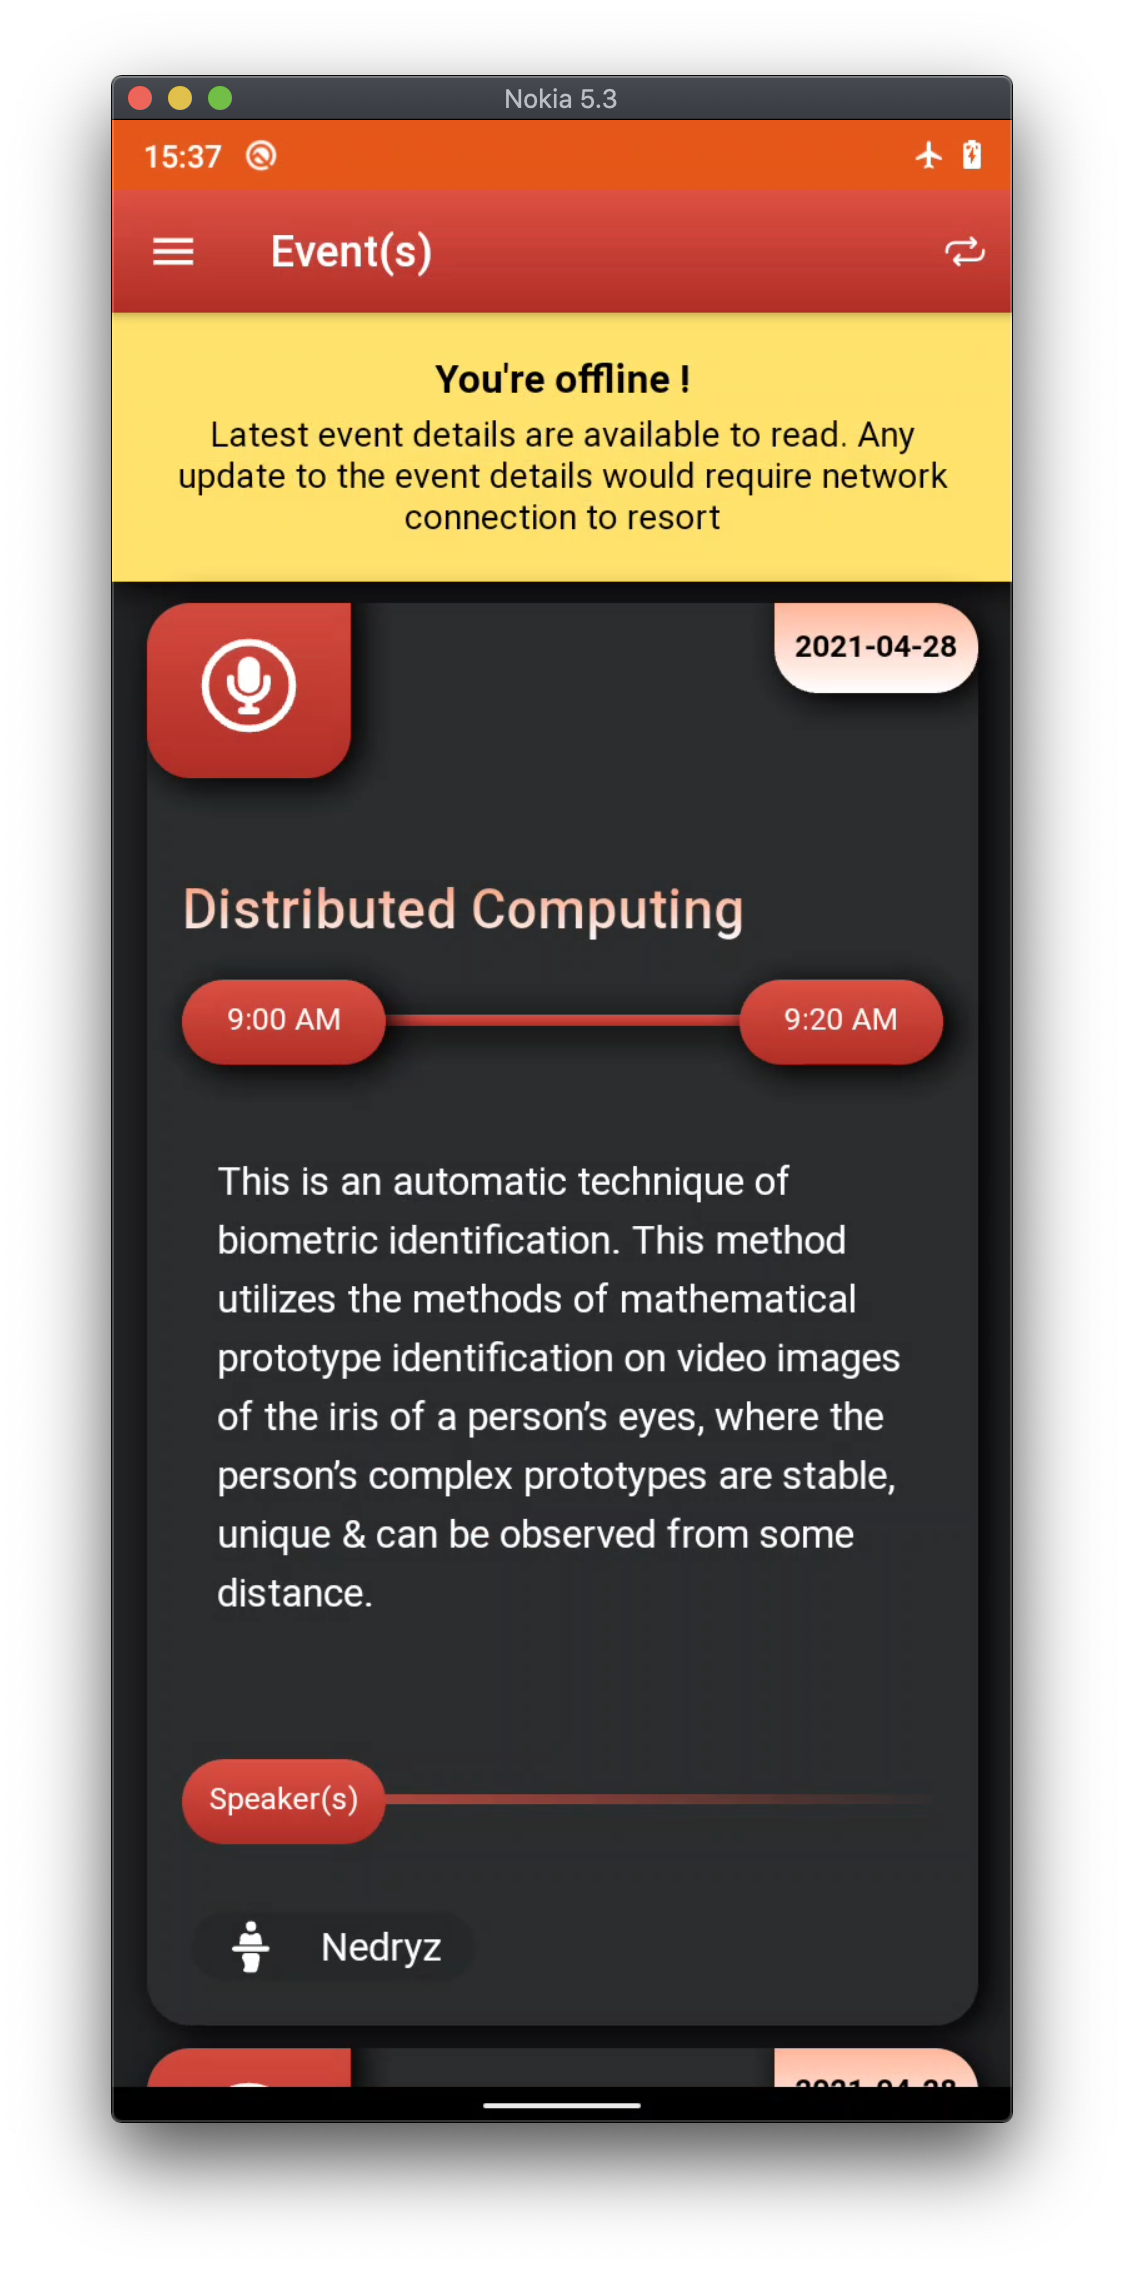 Nokia 5.3
15:37
Event(s)
You're offline !
Latest event details are available to read. Any
update to the event details would require network
connection to resort
2021-04-28
Distributed Computing
9:00 AM
9:20 AM
This is an automatic technique of
biometric identification. This method
utilizes the methods of mathematical
prototype identification on video images
of the iris of a person’s eyes, where the
person’s complex prototypes are stable,
unique & can be observed from some
distance.
Speaker(s)
Nedryz
2021-04-28